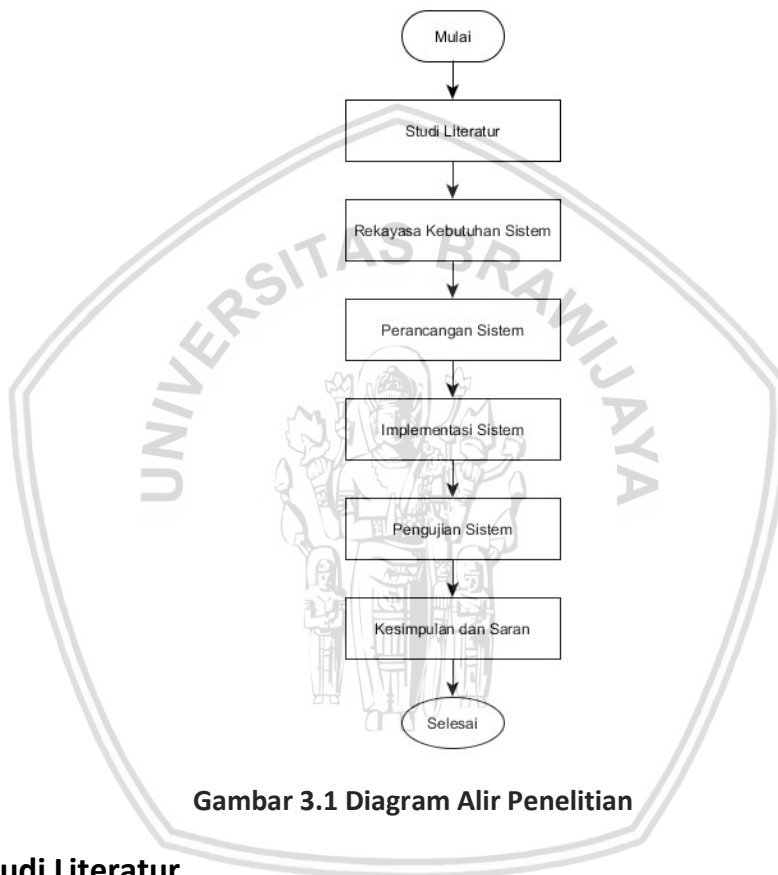 Mulai
Studi Literatur
Rekayasa Kebutuhan Sistem
Perancangan Sistem
Implementasi Sistem
Pengujian Sistem
Kesimpulan dan Saran
Selesai
UNIVERSITAS BRAWIJAYA
Gambar 3.1 Diagram Alir Penelitian
Literatur